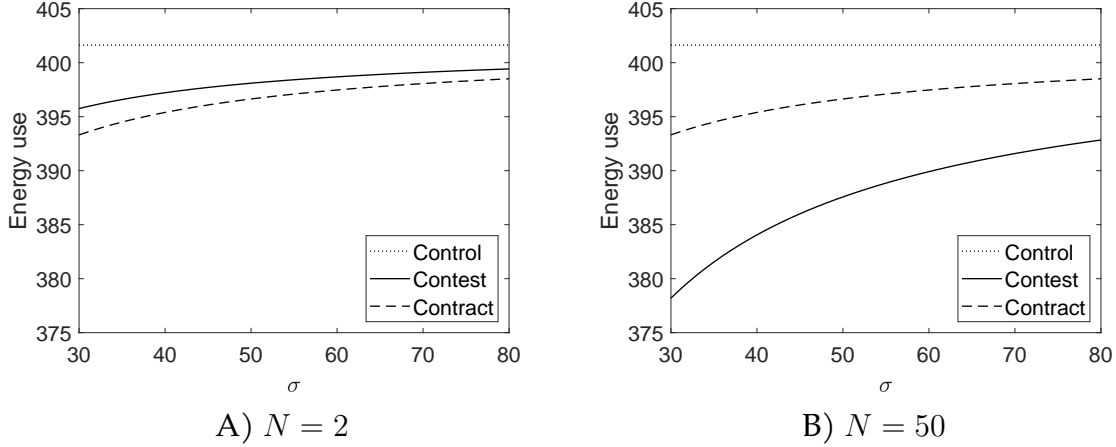 405
400
395
390
385
380
375
Energy use
30 40 50 60 70 80
σ
Control
Contest
Contract
A) N = 2
405
400
395
390
385
380
375
Energy use
30 40 50 60 70 80
σ
Control
Contest
Contract
B) N = 50